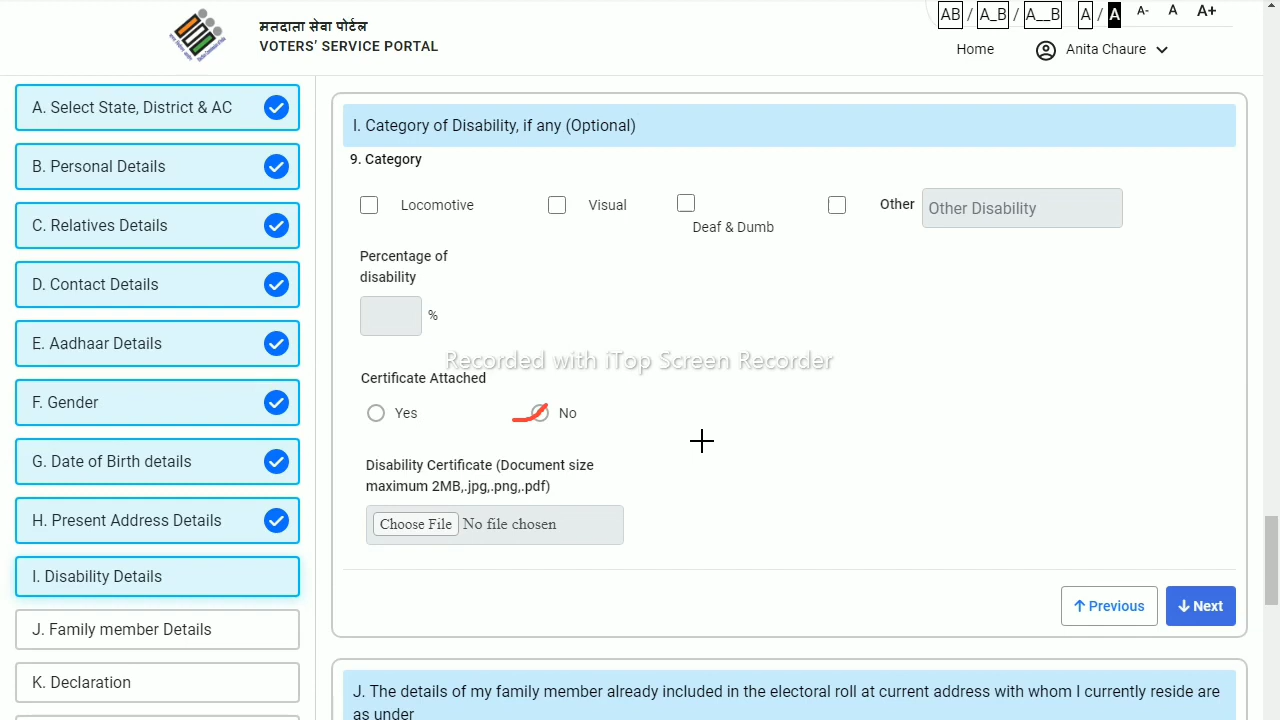 AB / A_B / A__B A / A A- A A+
मतदाता सेवा पोर्टल
VOTERS' SERVICE PORTAL
Home
Anita Chaure
A. Select State, District & AC
B. Personal Details
C. Relatives Details
D. Contact Details
E. Aadhaar Details
F. Gender
G. Date of Birth details
H. Present Address Details
I. Disability Details
J. Family member Details
K. Declaration
I. Category of Disability, if any (Optional)
9. Category
Locomotive
Visual
Deaf & Dumb
Other
Other Disability
Percentage of
disability
%
Recorded with iTop Screen Recorder
Certificate Attached
Yes
No
Disability Certificate (Document size
maximum 2MB,.jpg,.png,.pdf)
Choose File No file chosen
Previous
Next
J. The details of my family member already included in the electoral roll at current address with whom I currently reside are
as under